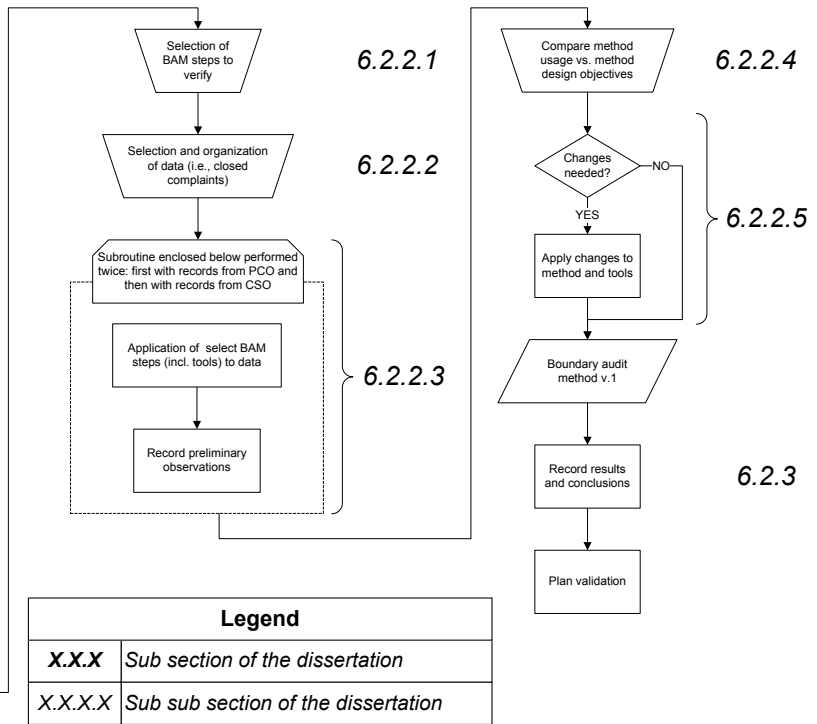 Selection of
BAM steps to
verify
6.2.2.1
Selection and organization
of data (i.e., closed
complaints)
6.2.2.2
Subroutine enclosed below performed
twice: first with records from PCO and
then with records from CSO
Application of select BAM
steps (incl. tools) to data
Record preliminary
observations
6.2.2.3
Compare method
usage vs. method
design objectives
6.2.2.4
Changes
needed?
NO
YES
Apply changes to
method and tools
6.2.2.5
Boundary audit
method v.1
Record results
and conclusions
6.2.3
Plan validation
Legend
X.X.X Sub section of the dissertation
X.X.X.X Sub sub section of the dissertation